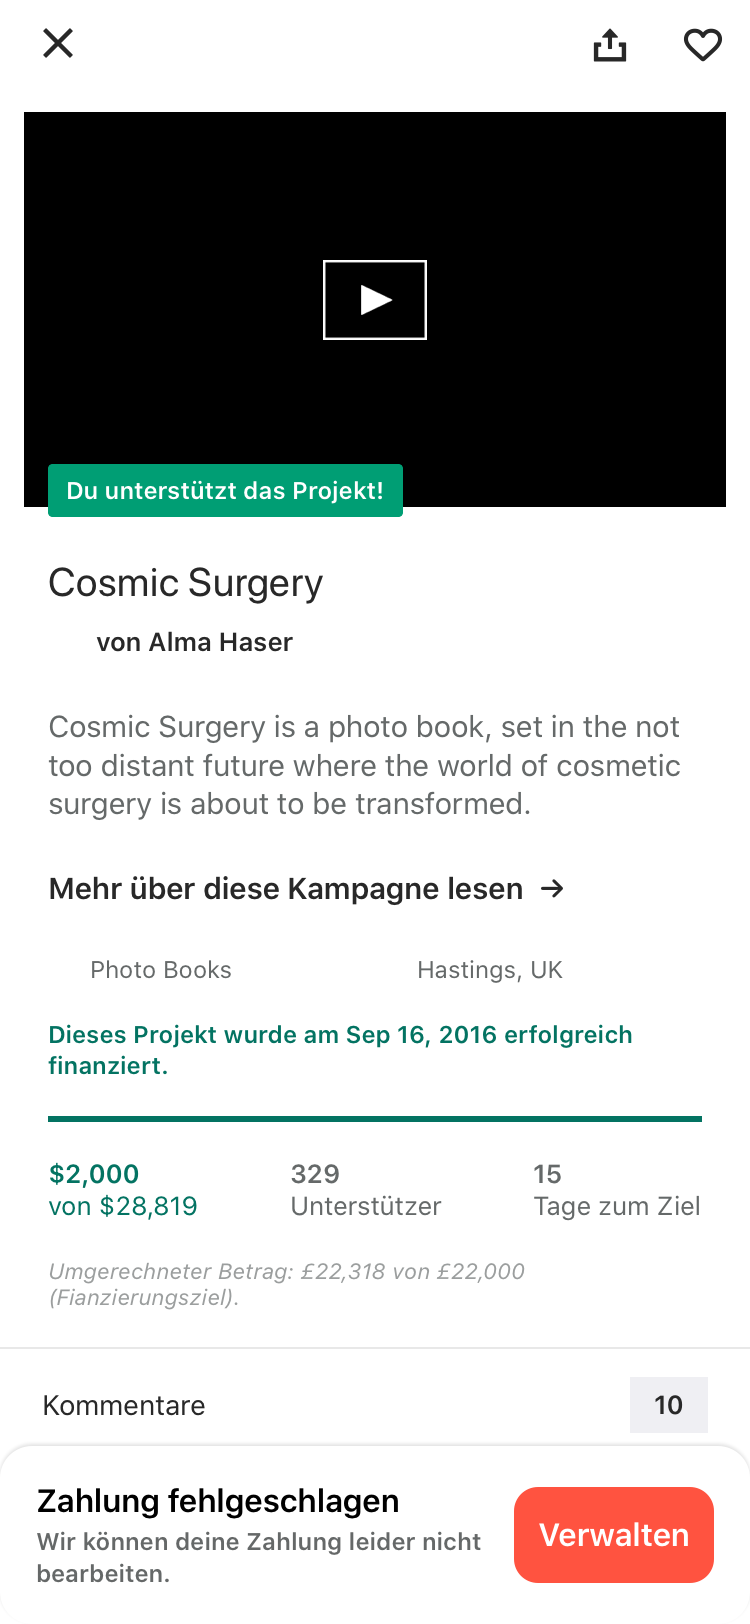 Du unterstützt das Projekt!
Cosmic Surgery
von Alma Haser
Cosmic Surgery is a photo book, set in the not
too distant future where the world of cosmetic
surgery is about to be transformed.
Mehr über diese Kampagne lesen →
Photo Books
Hastings, UK
Dieses Projekt wurde am Sep 16, 2016 erfolgreich
finanziert.
$2,000
von $28,819
329
Unterstützer
15
Tage zum Ziel
Umgerechneter Betrag: £22,318 von £22,000
(Fianzierungsziel).
Kommentare
10
Zahlung fehlgeschlagen
Wir können deine Zahlung leider nicht
bearbeiten.
Verwalten